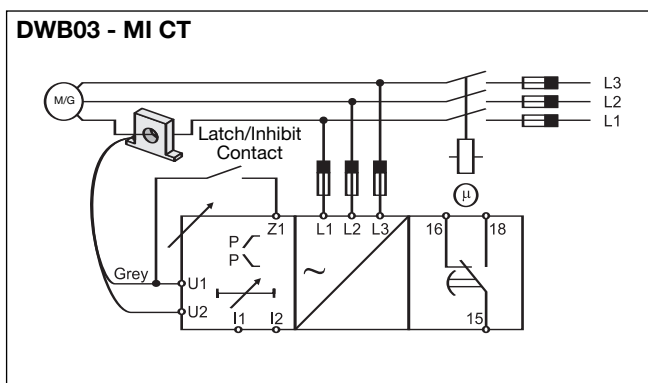 DWB03 - MI CT
L3
M/G
L2
L1
Latch/Inhibit
Contact
μ
Z1 L1 L2 L3 16 18
P
P
~
Grey
U1
U2
I1 I2 15